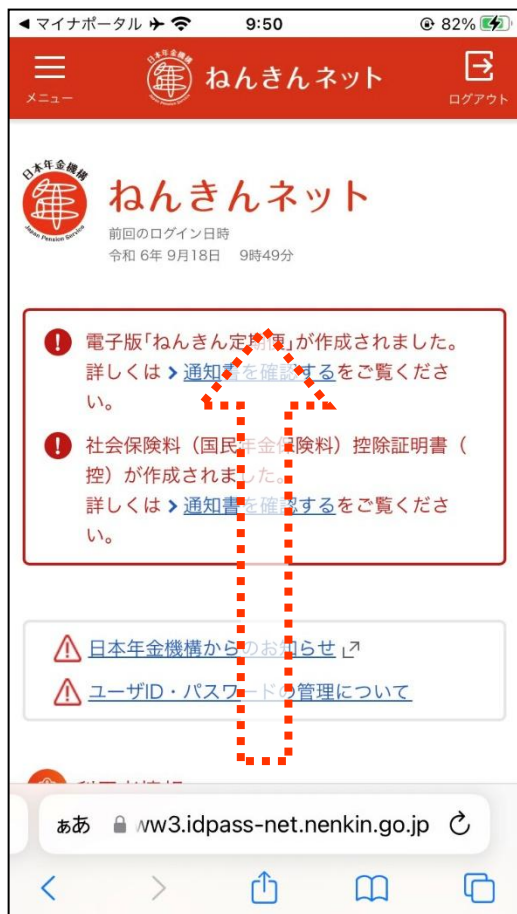 ◀ マイナポータル 9:50 82%
メニュー
日本年金機構
ねんきんネット
ログアウト
日本年金機構
Japan Pension Service
ねんきんネット
前回のログイン日時
令和 6年 9月18日 9時49分
電子版「ねんきん定期便」が作成されました。
詳しくは > 通知書を確認するをご覧くださ
い。
社会保険料（国民年金保険料）控除証明書（
控）が作成されました。
詳しくは > 通知書を確認するをご覧くださ
い。
日本年金機構からのお知らせ
ユーザID・パスワードの管理について
ぁあ ww3.idpass-net.nenkin.go.jp